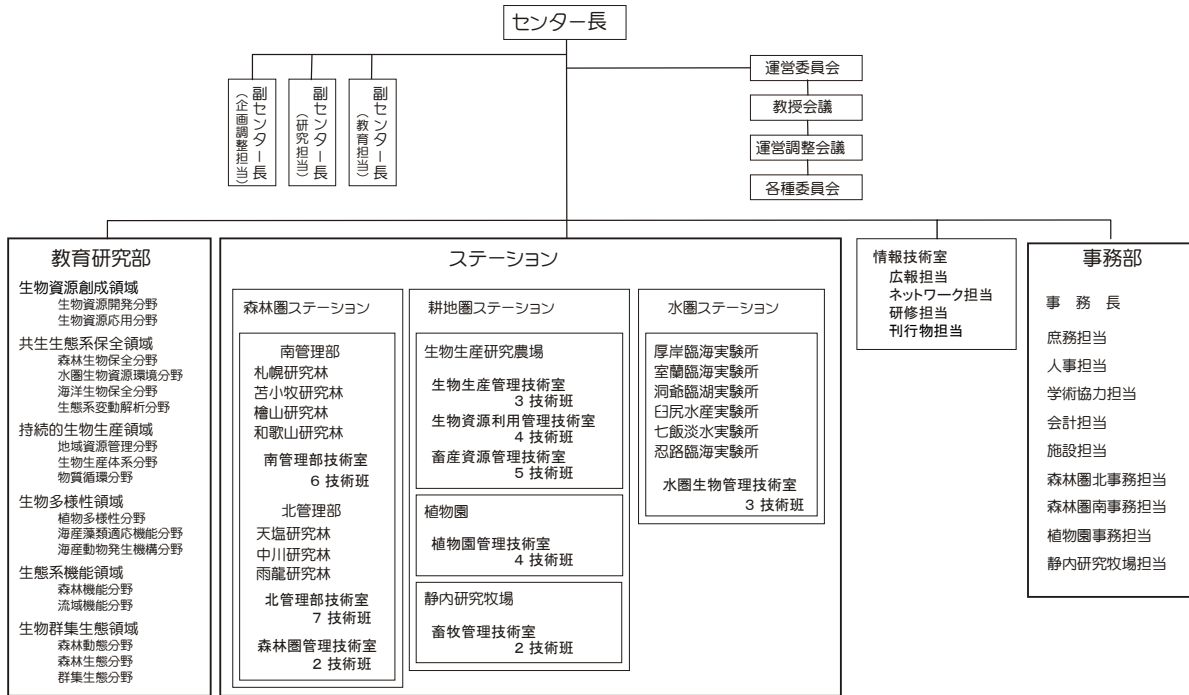 センター長
副センター長
(企画調整担当)
副センター長
(研究担当)
副センター長
(教育担当)
運営委員会
教授会議
運営調整会議
各種委員会
教育研究部
生物資源創成領域
生物資源開発分野
生物資源応用分野
共生生態系保全領域
森林生物保全分野
水圏生物資源環境分野
海洋生物保全分野
生態系変動解析分野
持続的生物生産領域
地域資源管理分野
生物生産体系分野
物質循環分野
生物多様性領域
植物多様性分野
海産藻類適応機能分野
海産動物発生機構分野
生態系機能領域
森林機能分野
流域機能分野
生物群集生態領域
森林動態分野
森林生態分野
群集生態分野
ステーション
森林圏ステーション
南管理部
札幌研究林
苫小牧研究林
檜山研究林
和歌山研究林
南管理部技術室
6 技術班
北管理部
天塩研究林
中川研究林
雨龍研究林
北管理部技術室
7 技術班
森林圏管理技術室
2 技術班
耕地圏ステーション
生物生産研究農場
生物生産管理技術室
3 技術班
生物資源利用管理技術室
4 技術班
畜産資源管理技術室
5 技術班
植物園
植物園管理技術室
4 技術班
静内研究牧場
畜牧管理技術室
2 技術班
水圏ステーション
厚岸臨海実験所
室蘭臨海実験所
洞爺臨湖実験所
臼尻水産実験所
七飯淡水実験所
忍路臨海実験所
水圏生物管理技術室
3 技術班
情報技術室
広報担当
ネットワーク担当
研修担当
刊行物担当
事務部
事 務 長
庶務担当
人事担当
学術協力担当
会計担当
施設担当
森林圏北事務担当
森林圏南事務担当
植物園事務担当
静内研究牧場担当